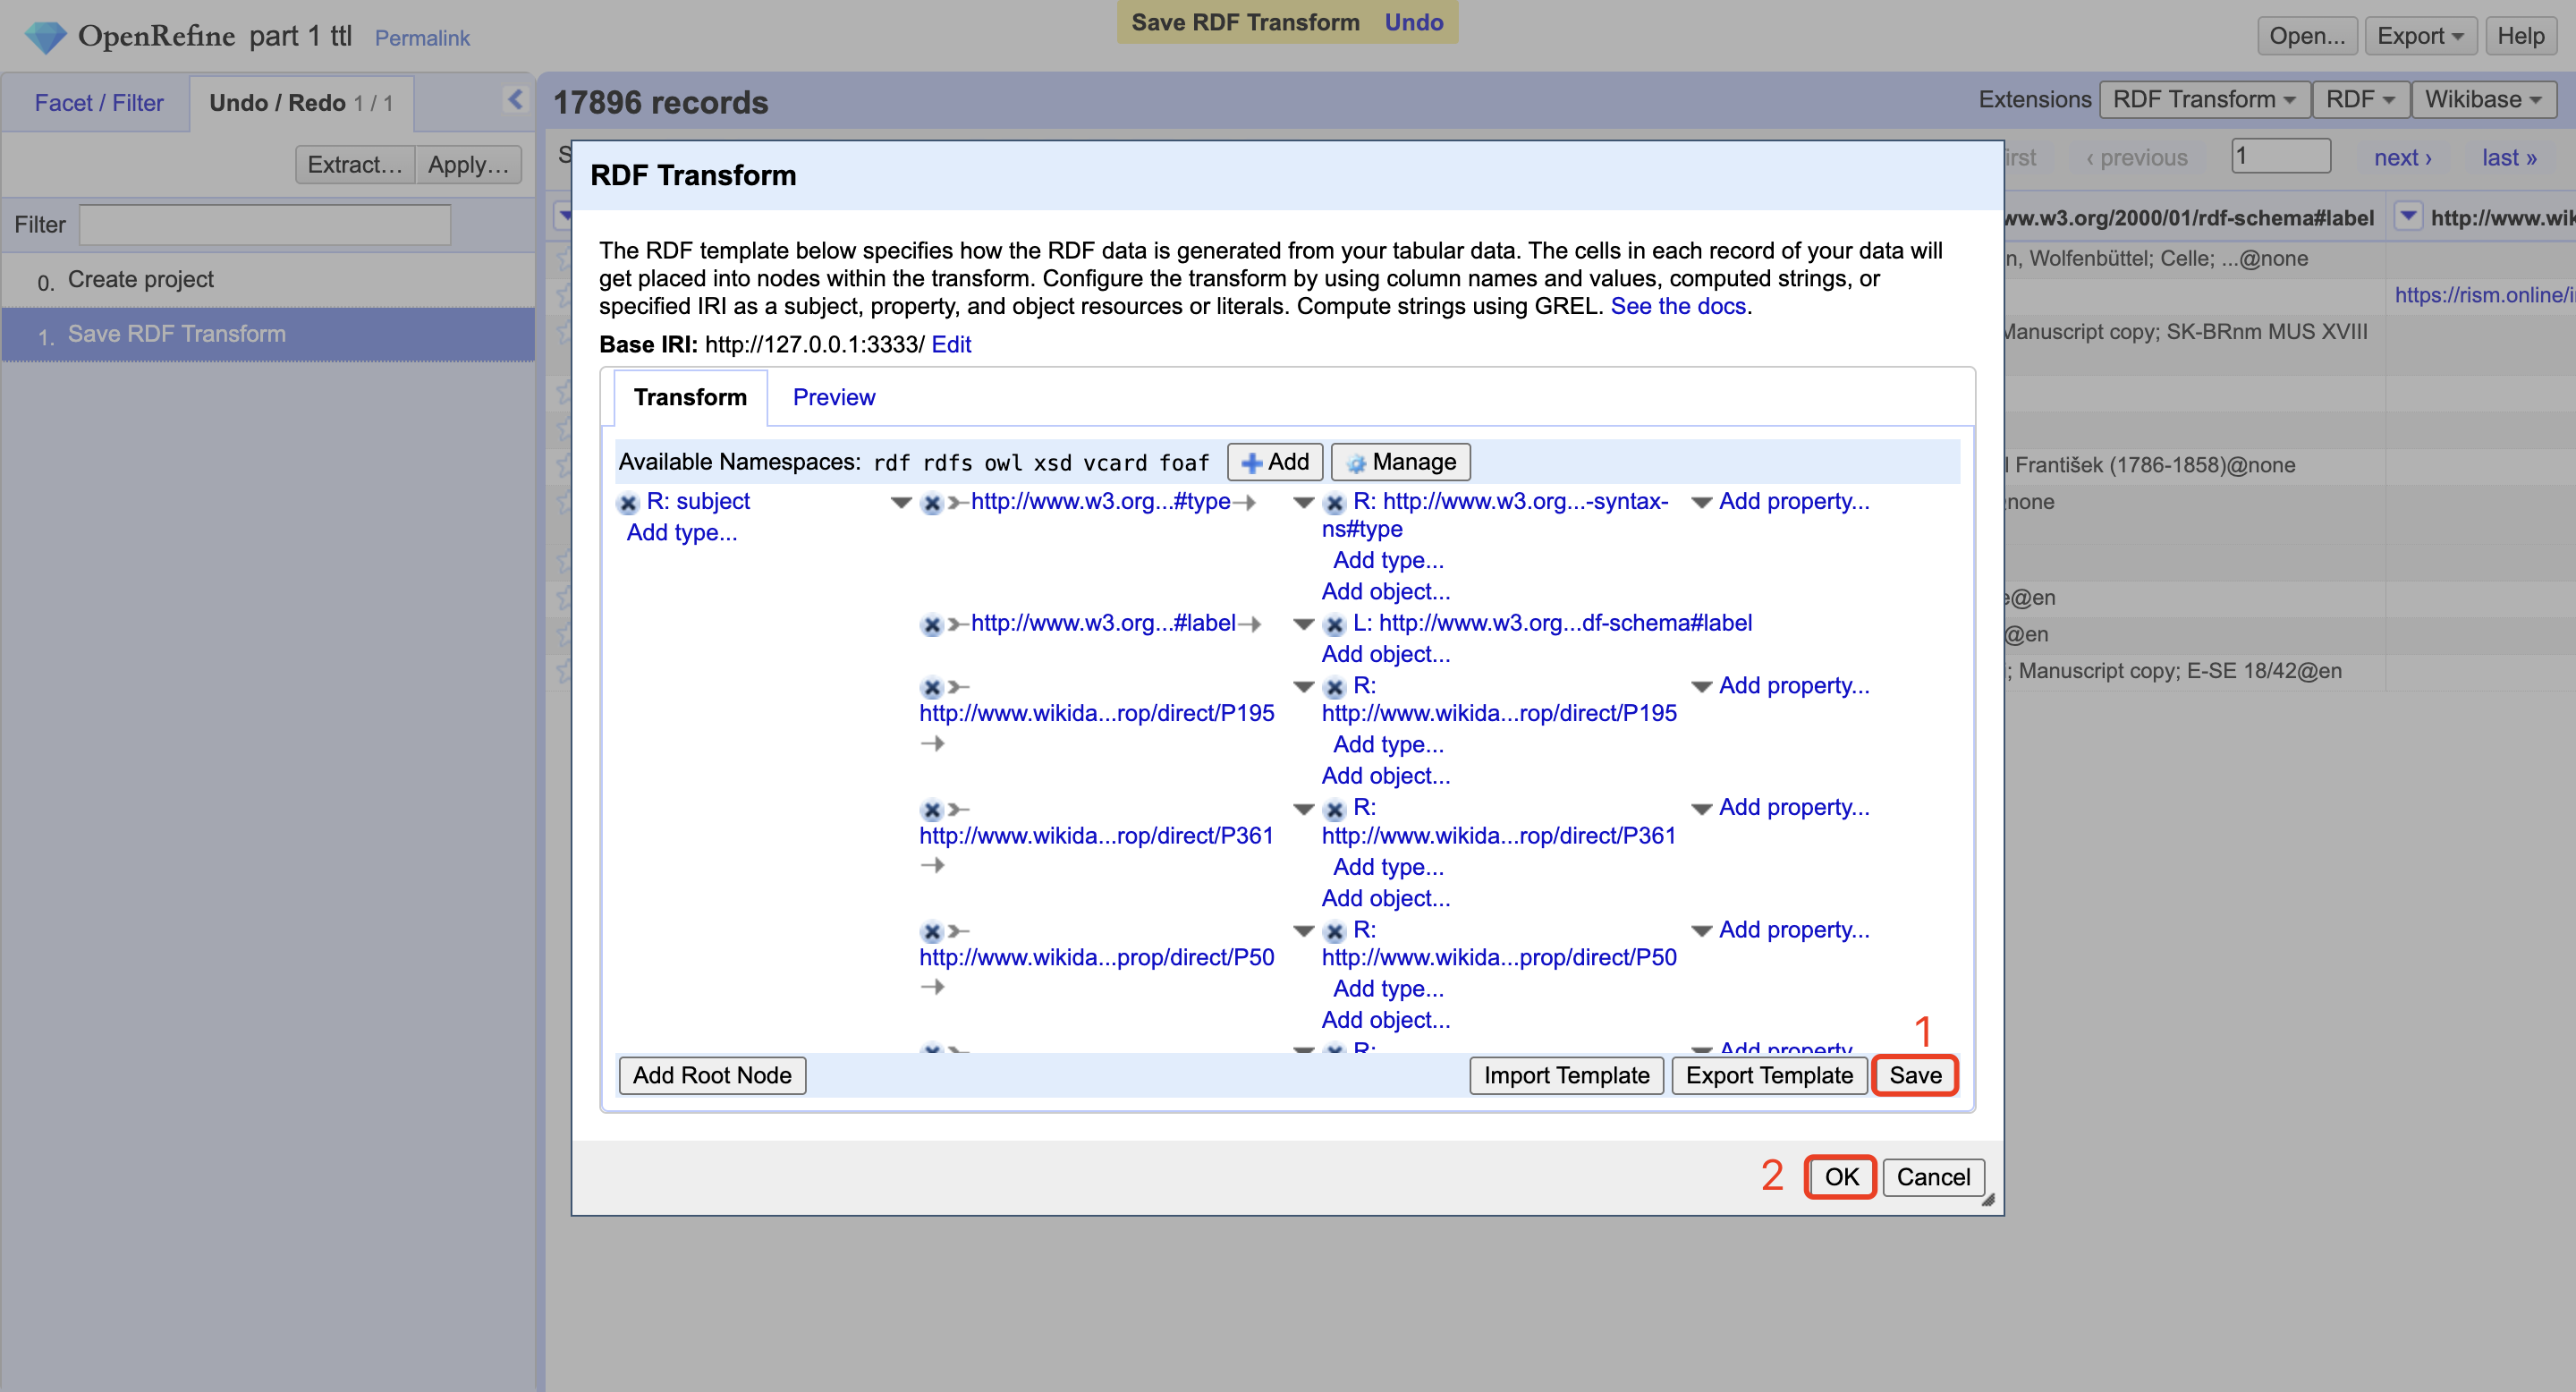 OpenRefine part 1 ttl Permalink
Save RDF Transform Undo
Open... Export Help
Facet / Filter Undo / Redo 1 / 1
17896 records
Extensions RDF Transform RDF Wikibase
Extract... Apply...
‹ previous 1 next › last »
Filter
0. Create project
1. Save RDF Transform
RDF Transform
The RDF template below specifies how the RDF data is generated from your tabular data. The cells in each record of your data will
get placed into nodes within the transform. Configure the transform by using column names and values, computed strings, or
specified IRI as a subject, property, and object resources or literals. Compute strings using GREL. See the docs.
Base IRI: http://127.0.0.1:3333/ Edit
Transform Preview
Available Namespaces: rdf rdfs owl xsd vcard foaf Add Manage
R: subject http://www.w3.org...#type R: http://www.w3.org...-syntax- Add property...
Add type... ns#type
Add type...
Add object...
http://www.w3.org...#label L: http://www.w3.org...df-schema#label
Add object...
R: Add property...
http://www.wikida...rop/direct/P195 http://www.wikida...rop/direct/P195
Add type...
Add object...
R: Add property...
http://www.wikida...rop/direct/P361 http://www.wikida...rop/direct/P361
Add type...
Add object...
R: Add property...
http://www.wikida...prop/direct/P50 http://www.wikida...prop/direct/P50
Add type...
Add object...
R: Add property
1
Add Root Node Import Template Export Template Save
2 OK Cancel
ww.w3.org/2000/01/rdf-schema#label http://www.wik
n, Wolfenbüttel; Celle; ...@none
https://rism.online/i
Manuscript copy; SK-BRnm MUS XVIII
František (1786-1858)@none
none
e@en
@en
; Manuscript copy; E-SE 18/42@en